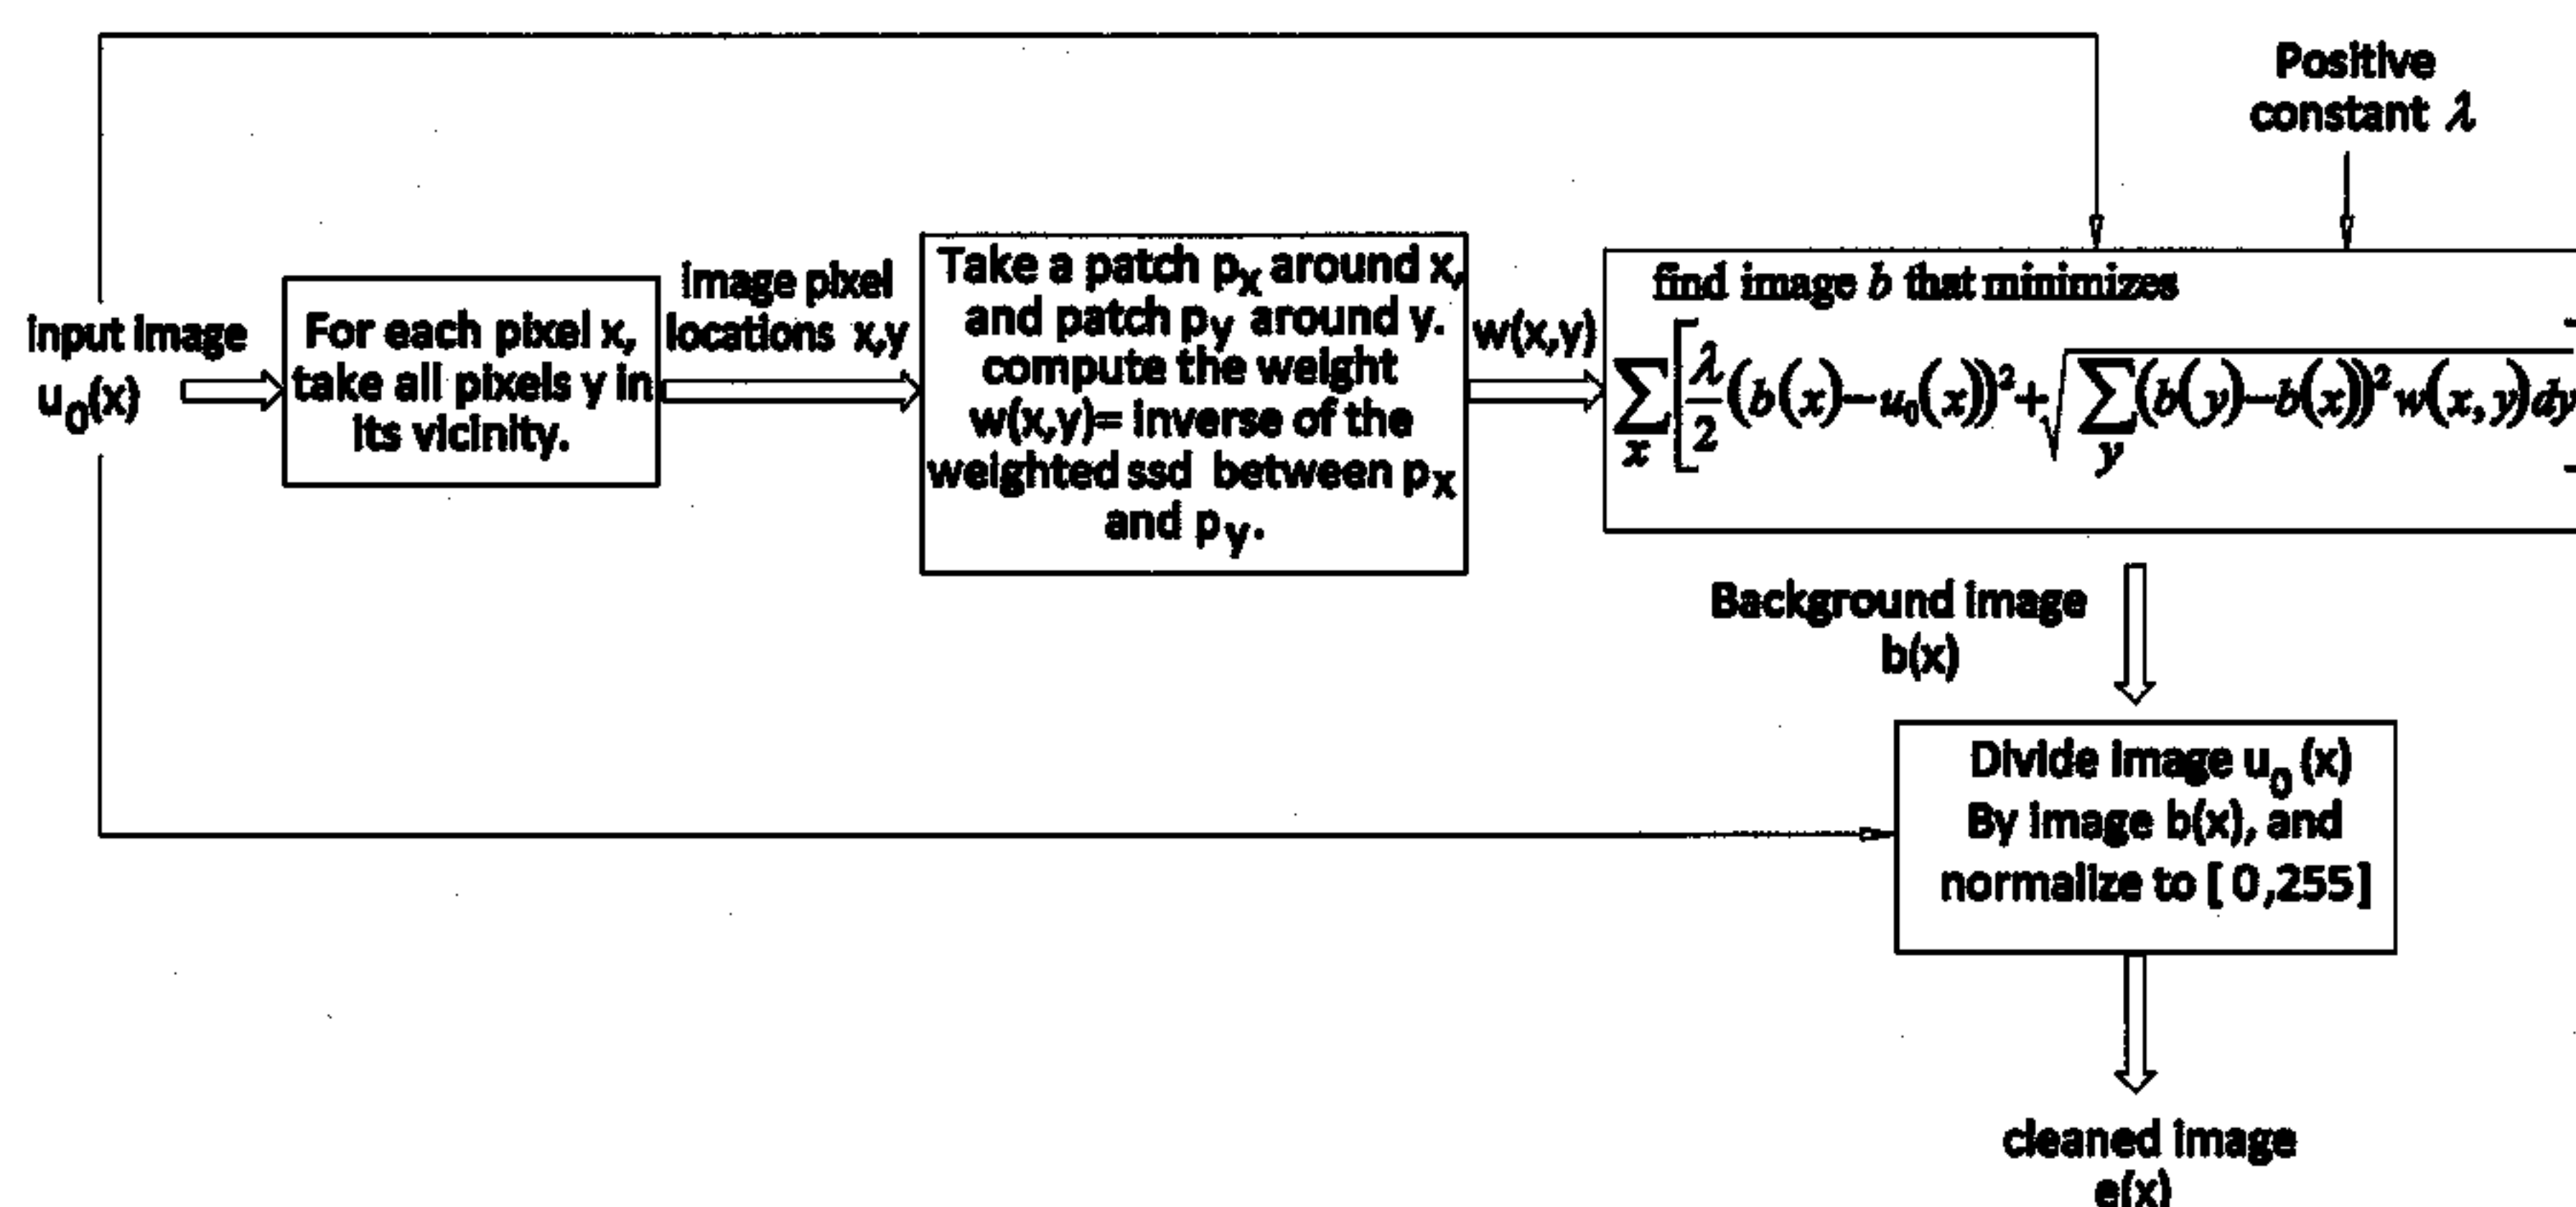 Positive
constant λ
Input image
u₀(x)
For each pixel x,
take all pixels y in
its vicinity.
Image pixel
locations x,y
Take a patch pₓ around x,
and patch p_y around y.
compute the weight
w(x,y)= inverse of the
weighted ssd between pₓ
and p_y.
w(x,y)
find image b that minimizes
∑ₓ[λ/2 (b(x)−u₀(x))²+√∑_y(b(y)−b(x))²w(x,y)dy]
Background image
b(x)
Divide image u₀ (x)
By image b(x), and
normalize to [ 0,255]
cleaned image
e(x)